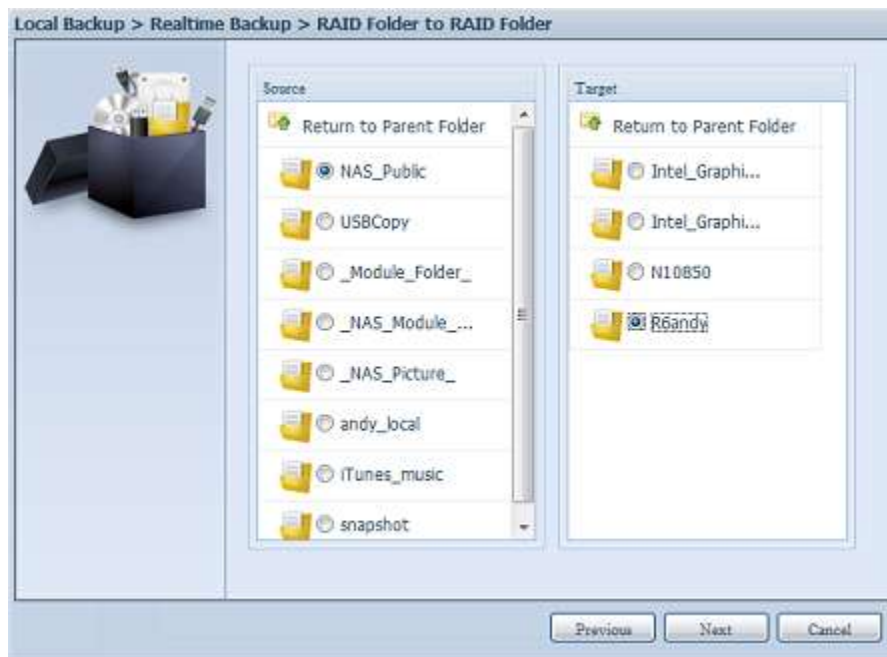 Local Backup > Realtime Backup > RAID Folder to RAID Folder
Source
Return to Parent Folder
NAS_Public
USBCopy
_Module_Folder_
_NAS_Module_...
_NAS_Picture_
andy_local
iTunes_music
snapshot
Target
Return to Parent Folder
Intel_Graphi...
Intel_Graphi...
N10850
R6andy
Previous
Next
Cancel